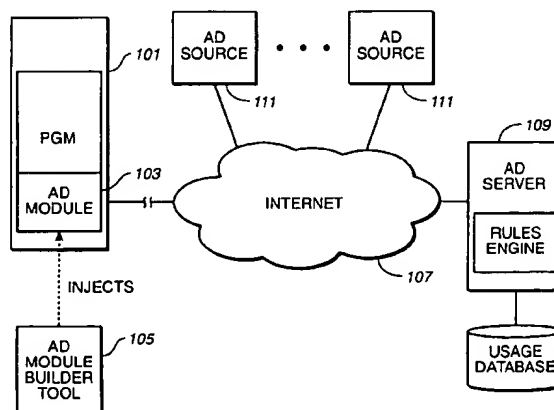 101
PGM
103
AD
MODULE
INJECTS
105
AD
MODULE
BUILDER
TOOL
AD
SOURCE
111
• • •
AD
SOURCE
111
INTERNET
107
109
AD
SERVER
RULES
ENGINE
USAGE
DATABASE